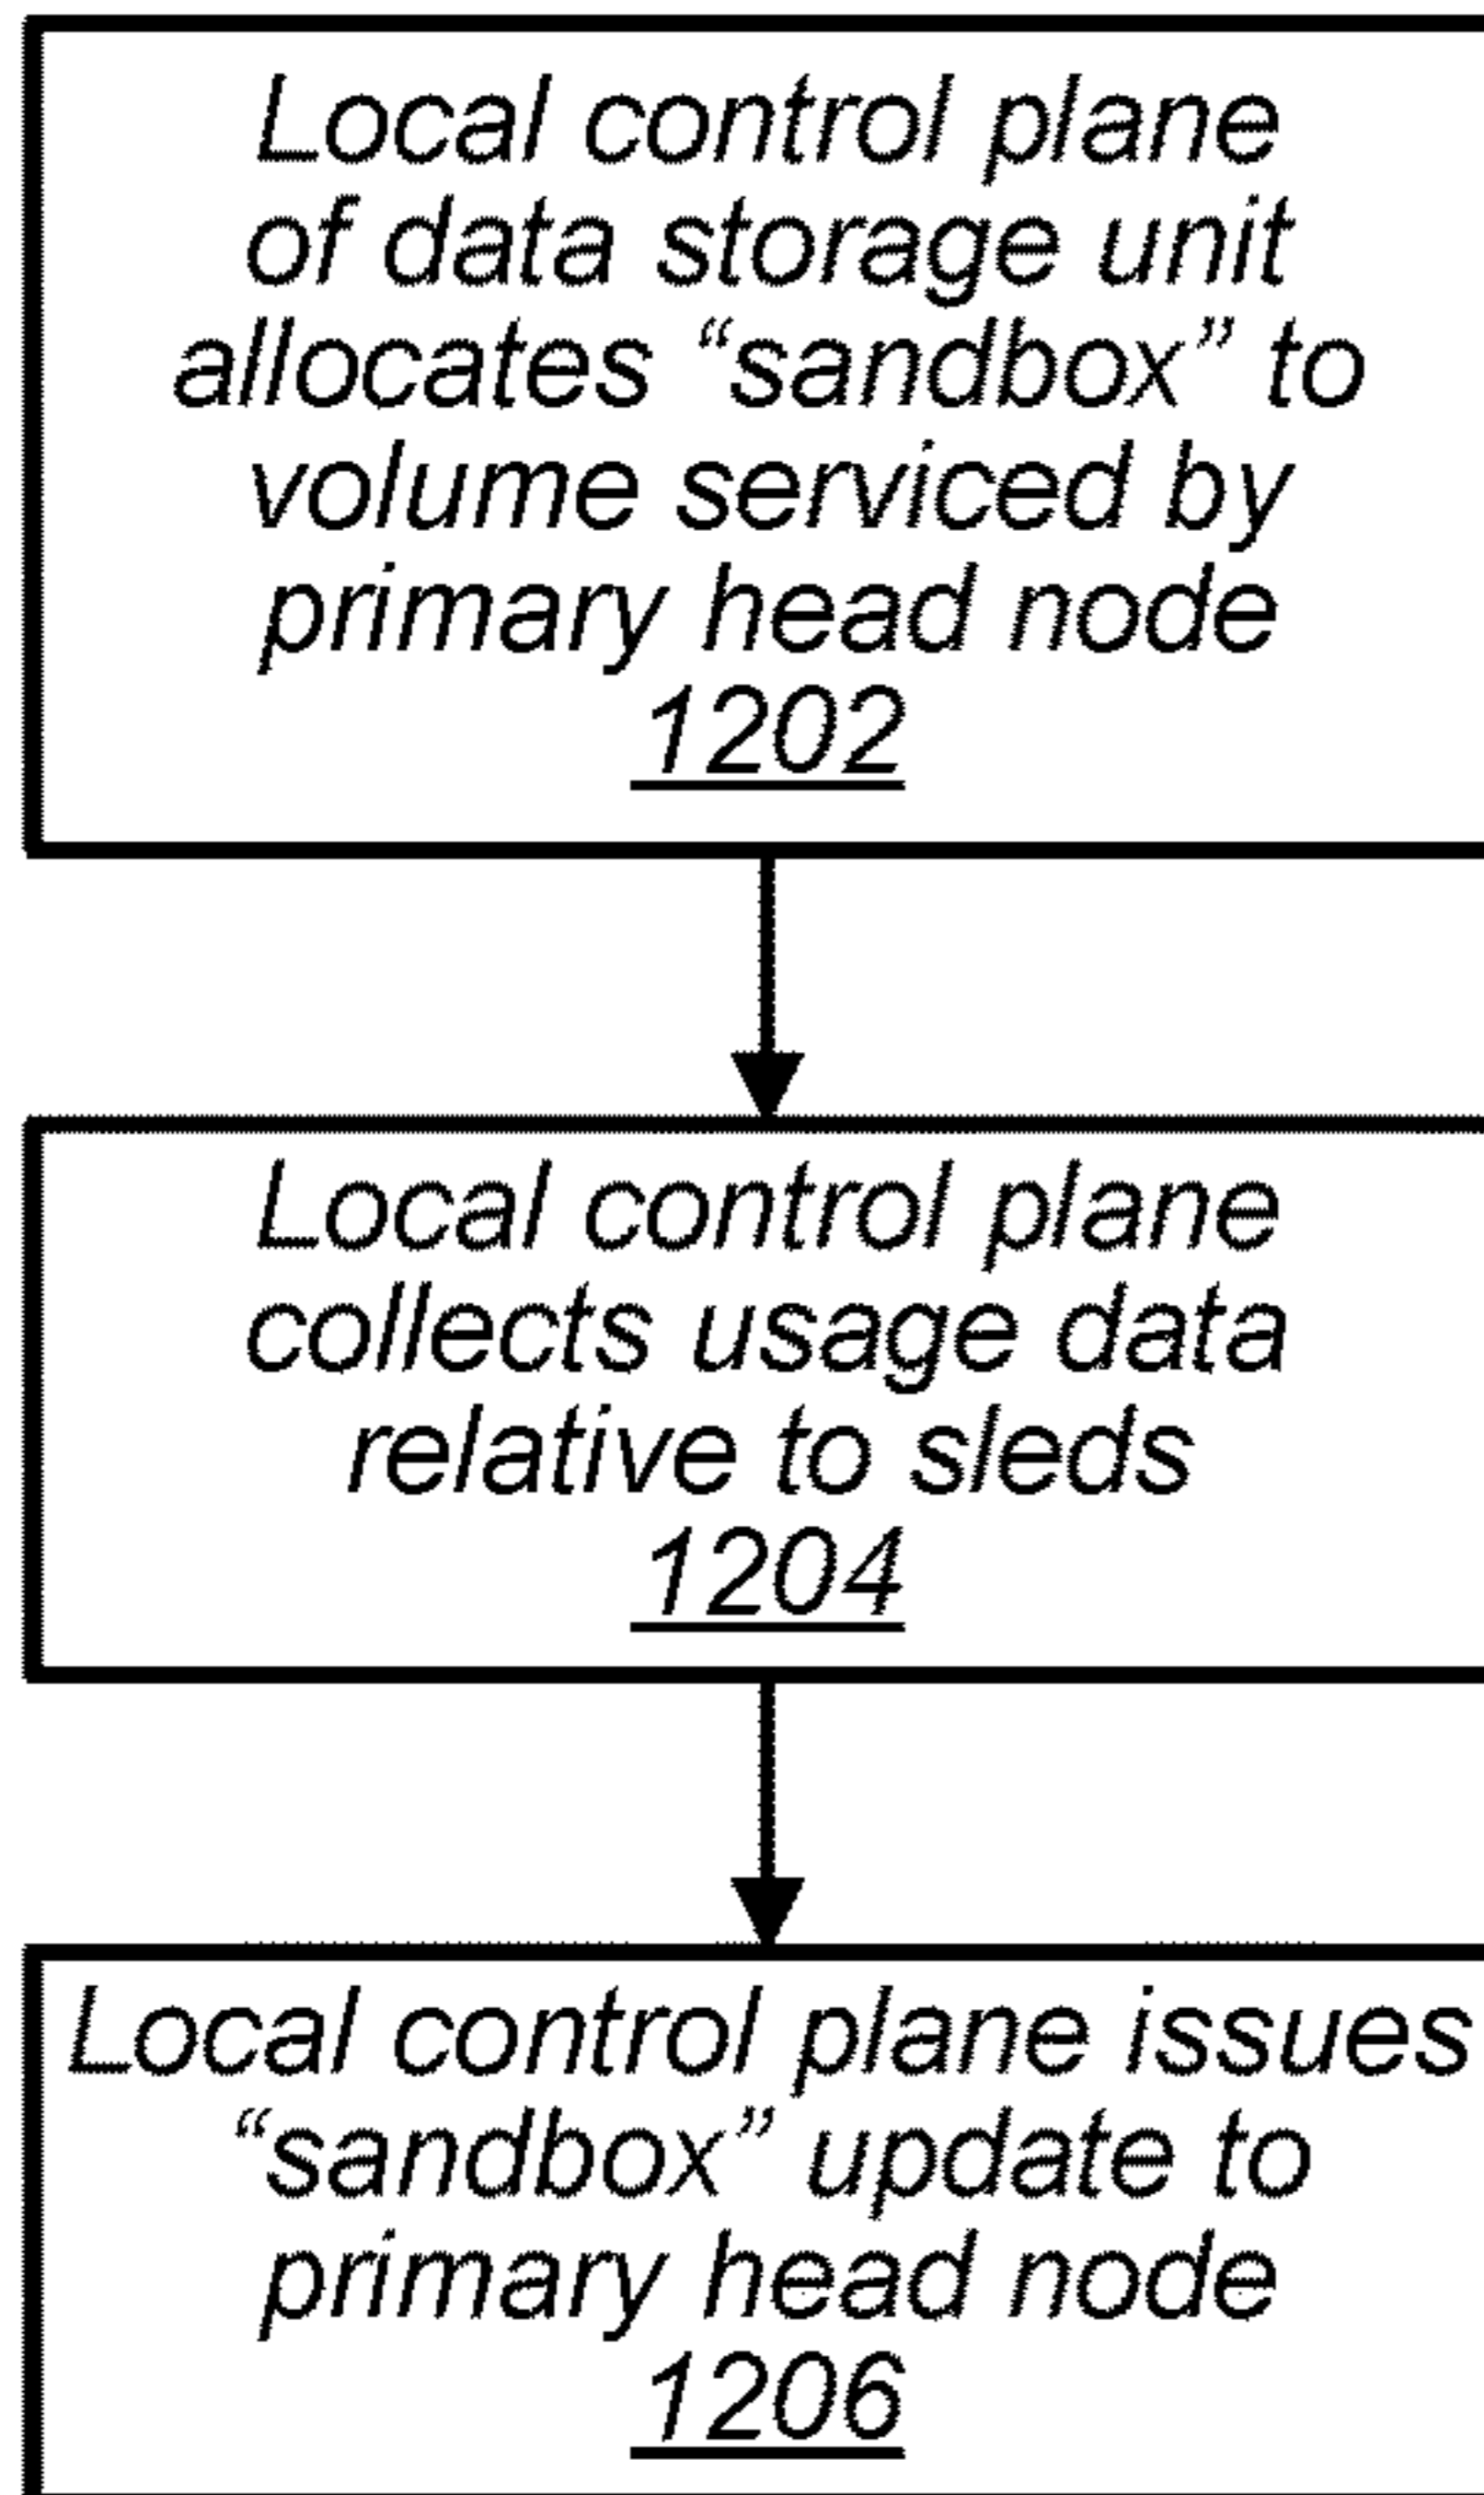 Local control plane
of data storage unit
allocates “sandbox” to
volume serviced by
primary head node
1202
Local control plane
collects usage data
relative to sleds
1204
Local control plane issues
“sandbox” update to
primary head node
1206